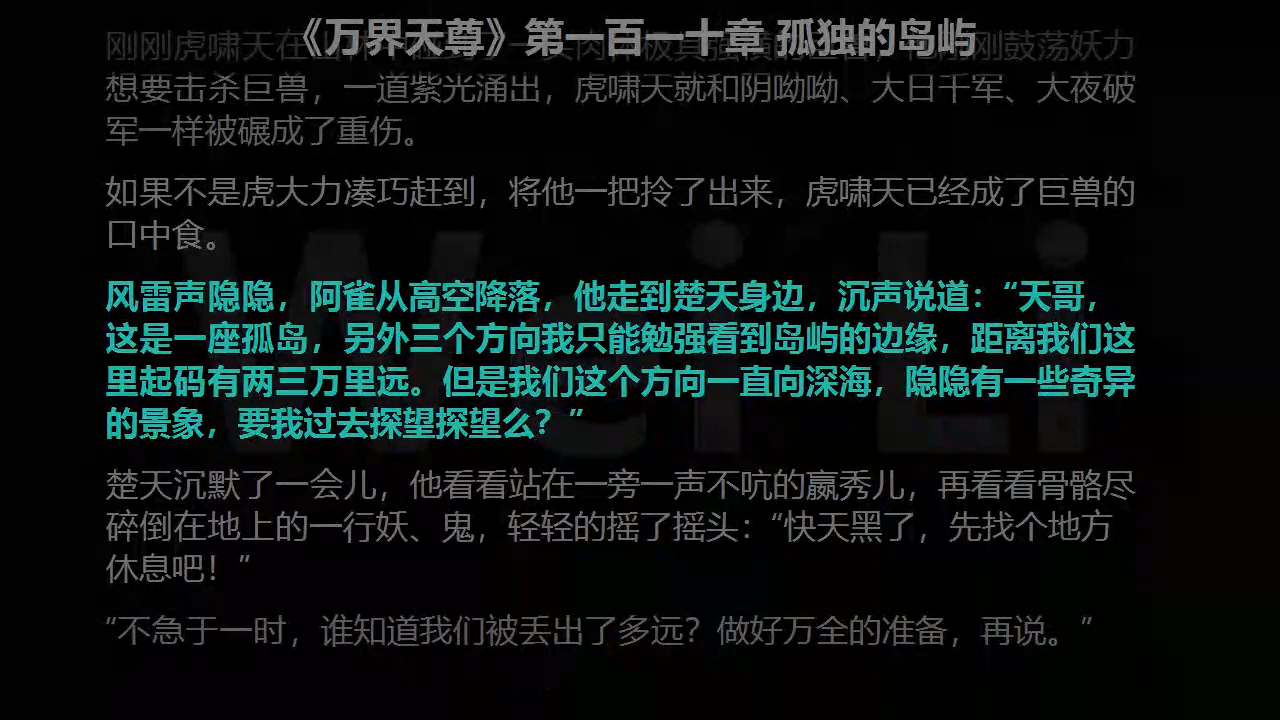 《万界天尊》第一百一十章 孤独的岛屿
刚刚虎啸天在
刚鼓荡妖力
想要击杀巨兽，一道紫光涌出，虎啸天就和阴呦呦、大日千军、大夜破
军一样被碾成了重伤。
如果不是虎大力凑巧赶到，将他一把拎了出来，虎啸天已经成了巨兽的
口中食。
风雷声隐隐，阿雀从高空降落，他走到楚天身边，沉声说道：“天哥，
这是一座孤岛，另外三个方向我只能勉强看到岛屿的边缘，距离我们这
里起码有两三万里远。但是我们这个方向一直向深海，隐隐有一些奇异
的景象，要我过去探望探望么？”
楚天沉默了一会儿，他看看站在一旁一声不吭的嬴秀儿，再看看骨骼尽
碎倒在地上的一行妖、鬼，轻轻的摇了摇头：“快天黑了，先找个地方
休息吧！”
“不急于一时，谁知道我们被丢出了多远？做好万全的准备，再说。”
Wei Li